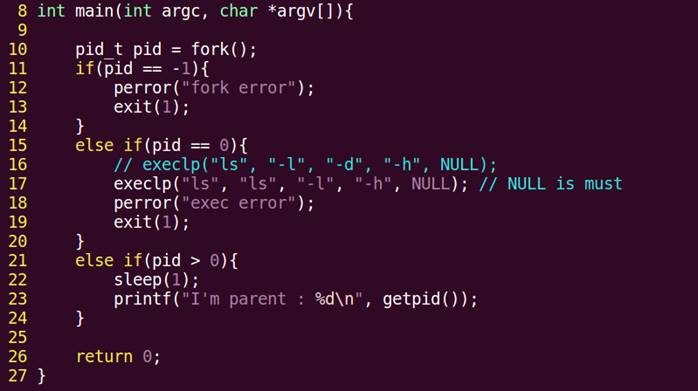 8 int main(int argc, char *argv[]){
9
10     pid_t pid = fork();
11     if(pid == -1){
12         perror("fork error");
13         exit(1);
14     }
15     else if(pid == 0){
16         // execlp("ls", "-l", "-d", "-h", NULL);
17         execlp("ls", "ls", "-l", "-h", NULL); // NULL is must
18         perror("exec error");
19         exit(1);
20     }
21     else if(pid > 0){
22         sleep(1);
23         printf("I'm parent : %d\n", getpid());
24     }
25
26     return 0;
27 }